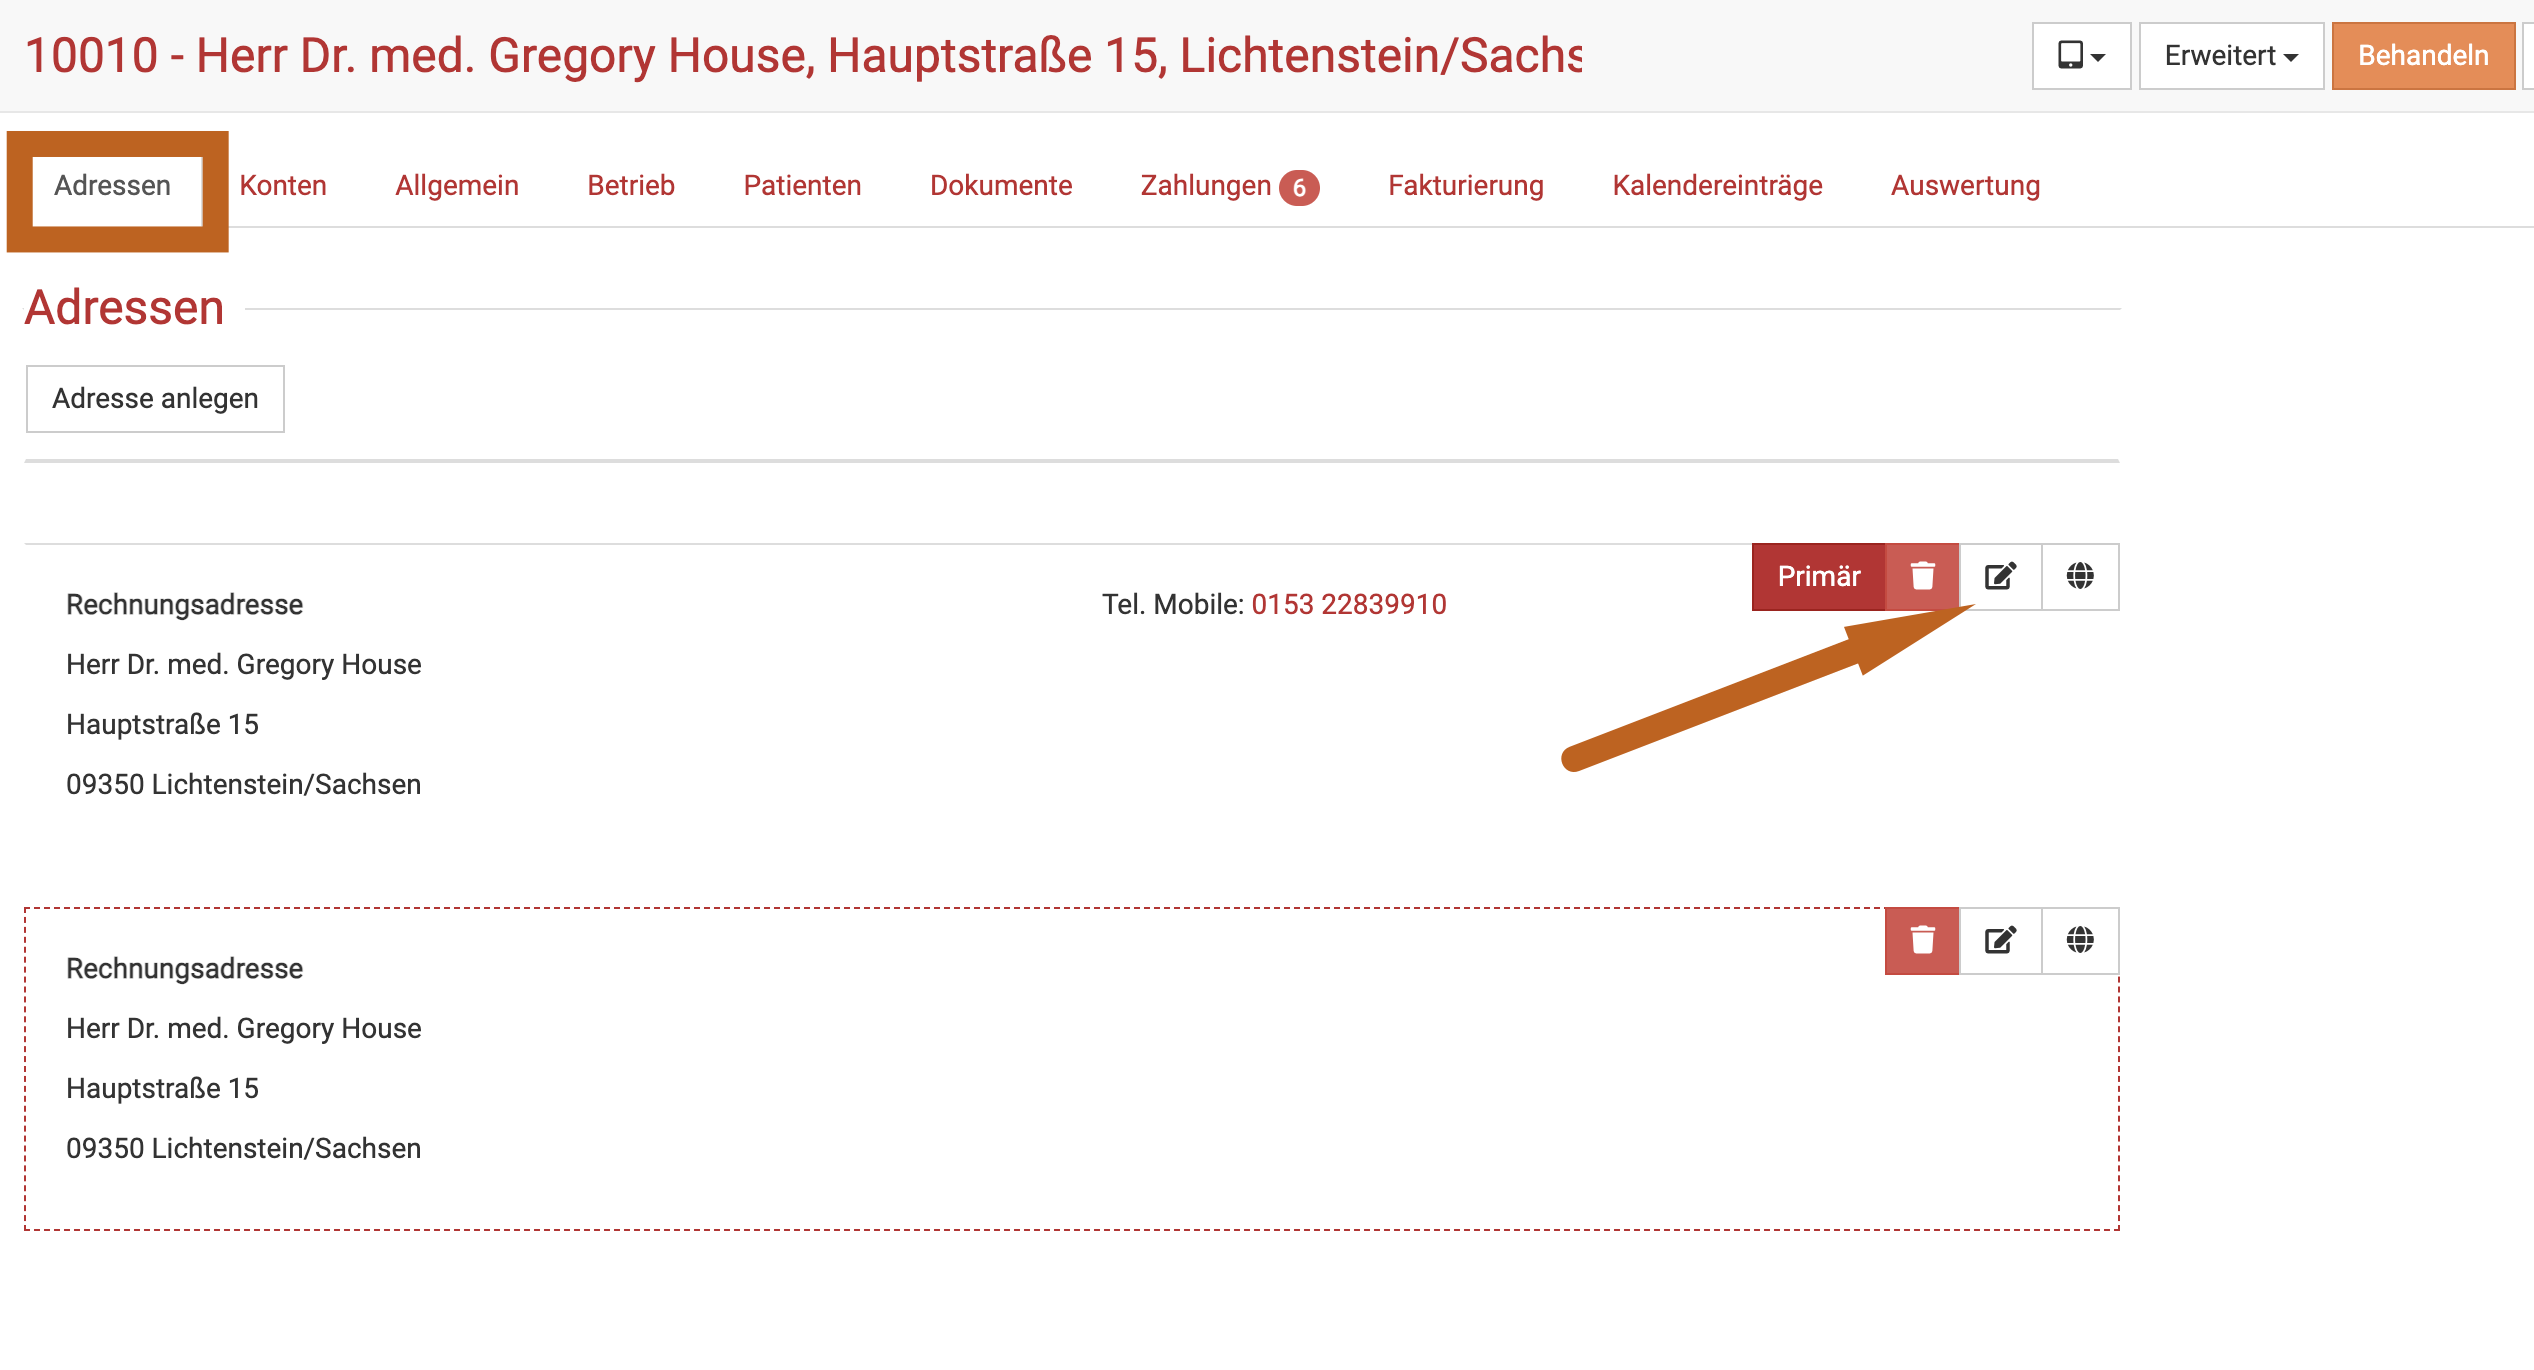 10010 - Herr Dr. med. Gregory House, Hauptstraße 15, Lichtenstein/Sachs
Erweitert
Behandeln
Adressen
Konten
Allgemein
Betrieb
Patienten
Dokumente
Zahlungen 6
Fakturierung
Kalendereinträge
Auswertung
Adressen
Adresse anlegen
Primär
Rechnungsadresse
Tel. Mobile: 0153 22839910
Herr Dr. med. Gregory House
Hauptstraße 15
09350 Lichtenstein/Sachsen
Rechnungsadresse
Herr Dr. med. Gregory House
Hauptstraße 15
09350 Lichtenstein/Sachsen